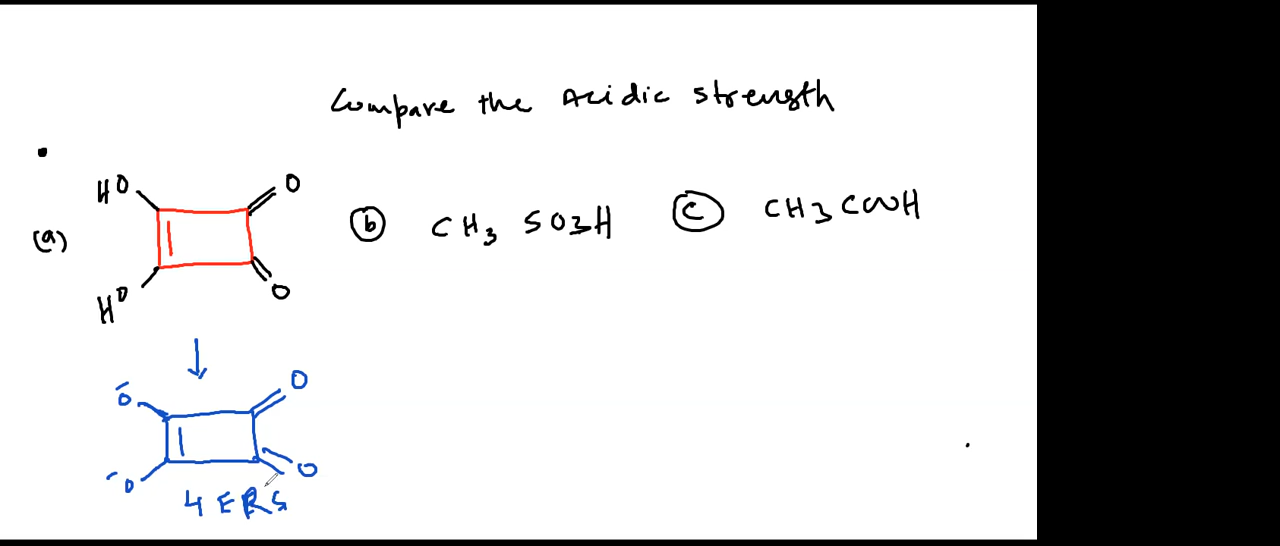 Compare the Acidic strength
HO O
(a) (b) CH3 SO3H (c) CH3COOH
HO O
-O O
-O O
4 ERS